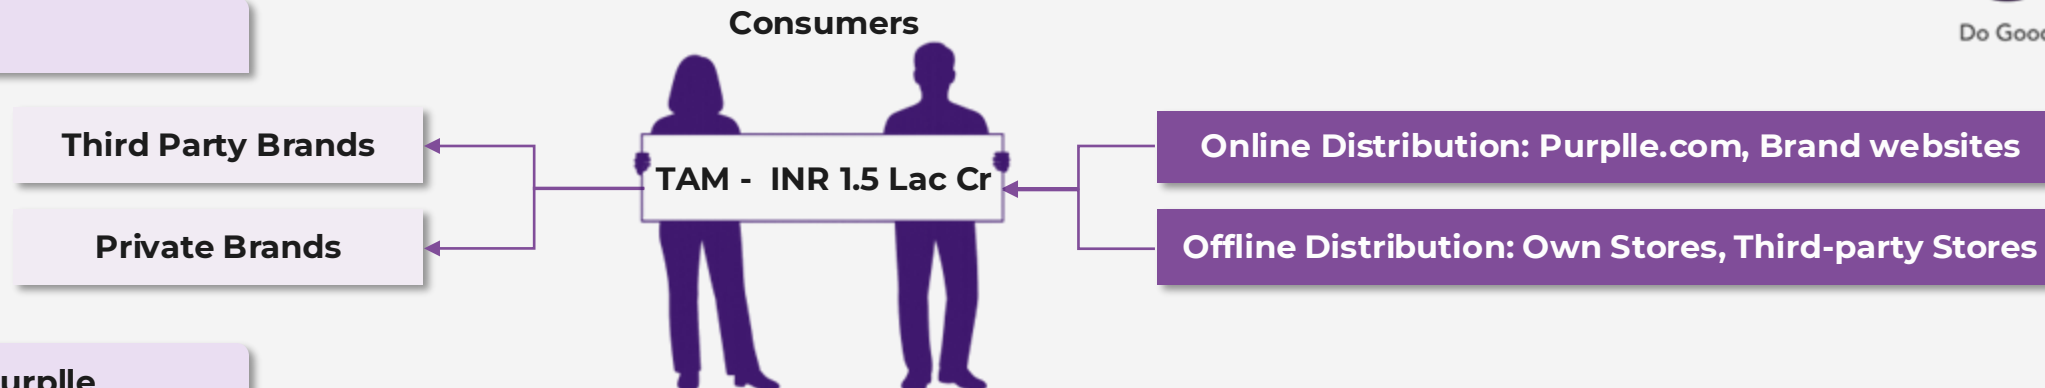 Consumers
Do Good
Third Party Brands
TAM - INR 1.5 Lac Cr
Online Distribution: Purplle.com, Brand websites
Private Brands
Offline Distribution: Own Stores, Third-party Stores
urplle